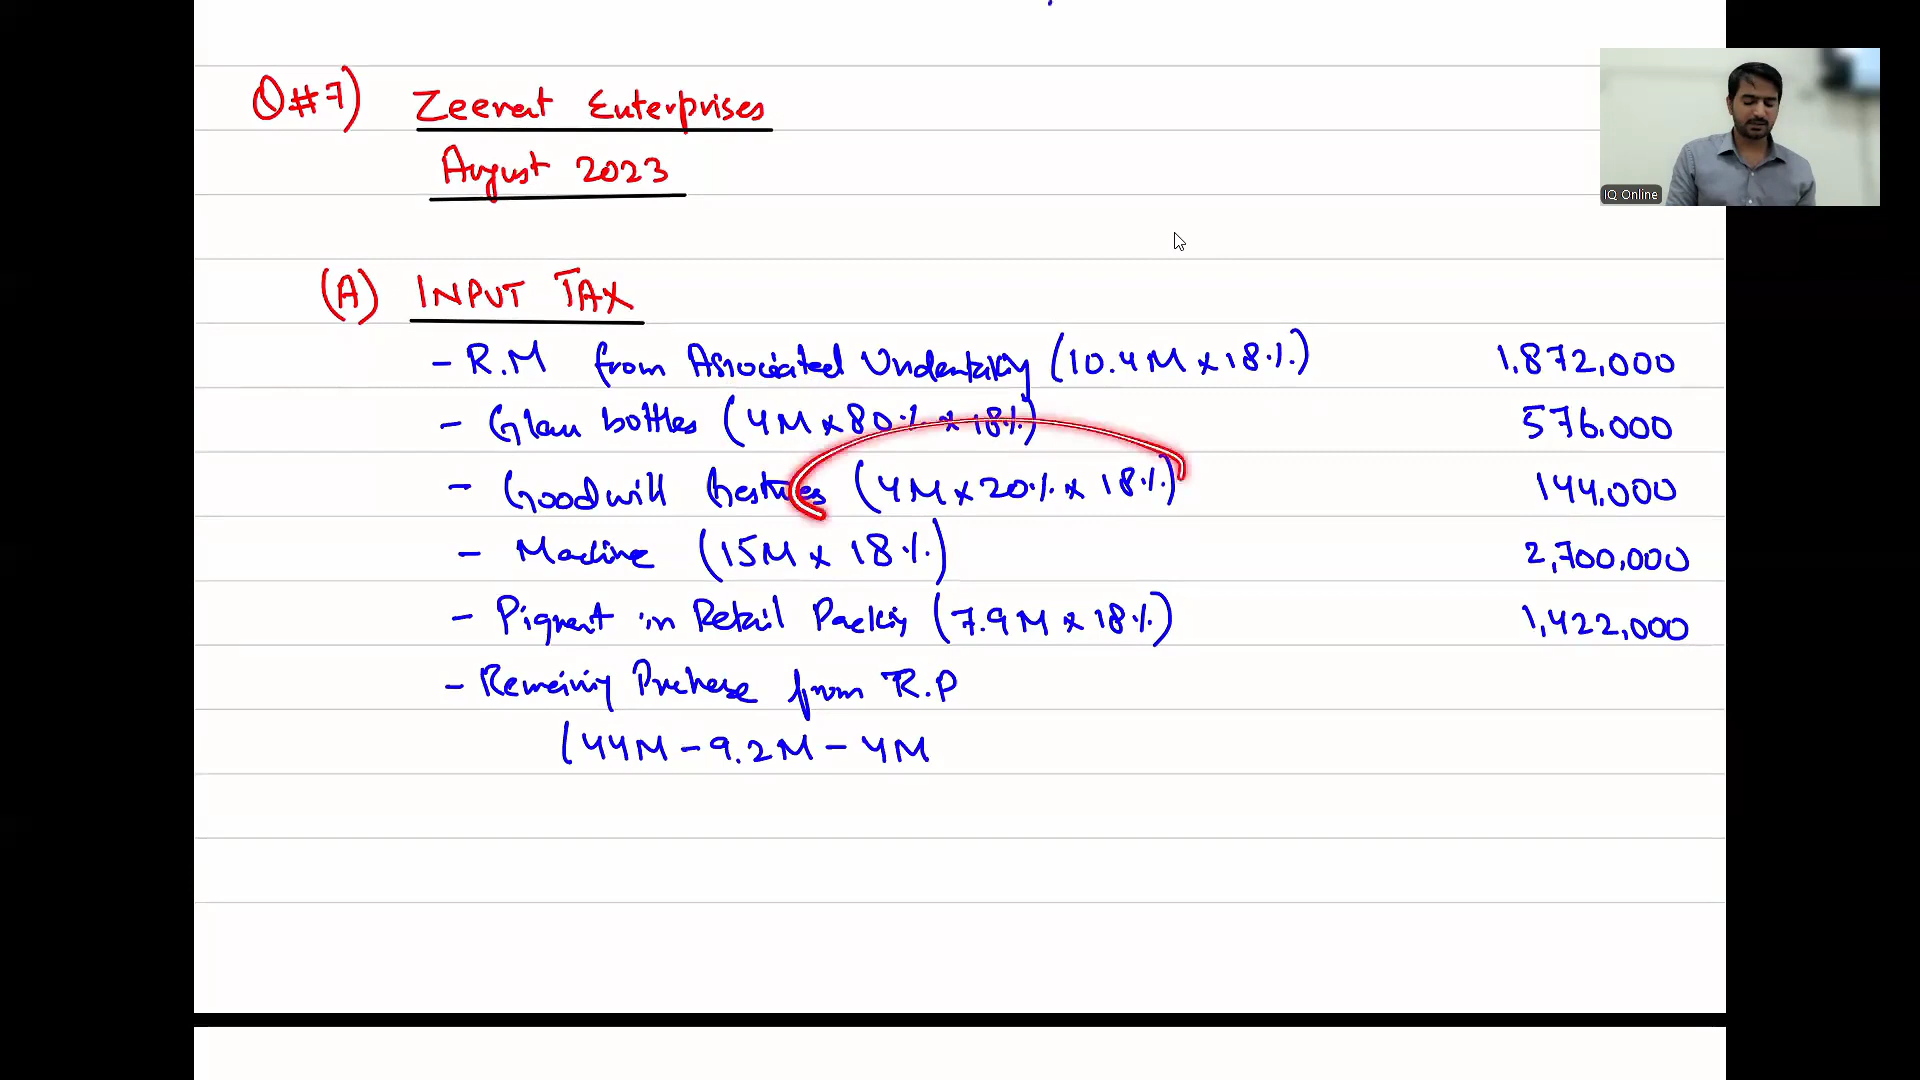 Q#7) Zeenat Enterprises
August 2023
IQ Online
(A) INPUT TAX
- R.M from Associated Undertaking (10.4M x 18%) 1,872,000
- Glass bottles (4M x 80% x 18%) 576,000
- Goodwill Gestures (4M x 20% x 18%) 144,000
- Machine (15M x 18%) 2,700,000
- Pigment in Retail Packing (7.9M x 18%) 1,422,000
- Remaining Purchase from R.P
(44M - 9.2M - 4M